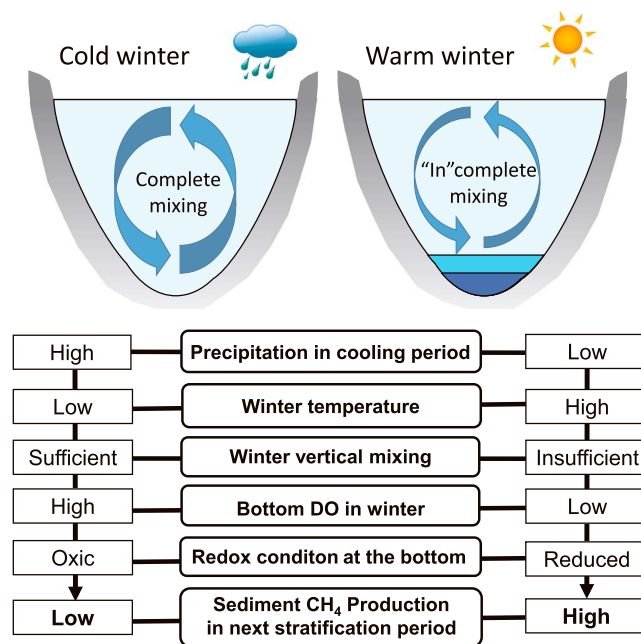 Cold winter
Warm winter
Complete
mixing
“In”complete
mixing
High
Precipitation in cooling period
Low
Low
Winter temperature
High
Sufficient
Winter vertical mixing
Insufficient
High
Bottom DO in winter
Low
Oxic
Redox conditon at the bottom
Reduced
Low
Sediment CH₄ Production
in next stratification period
High